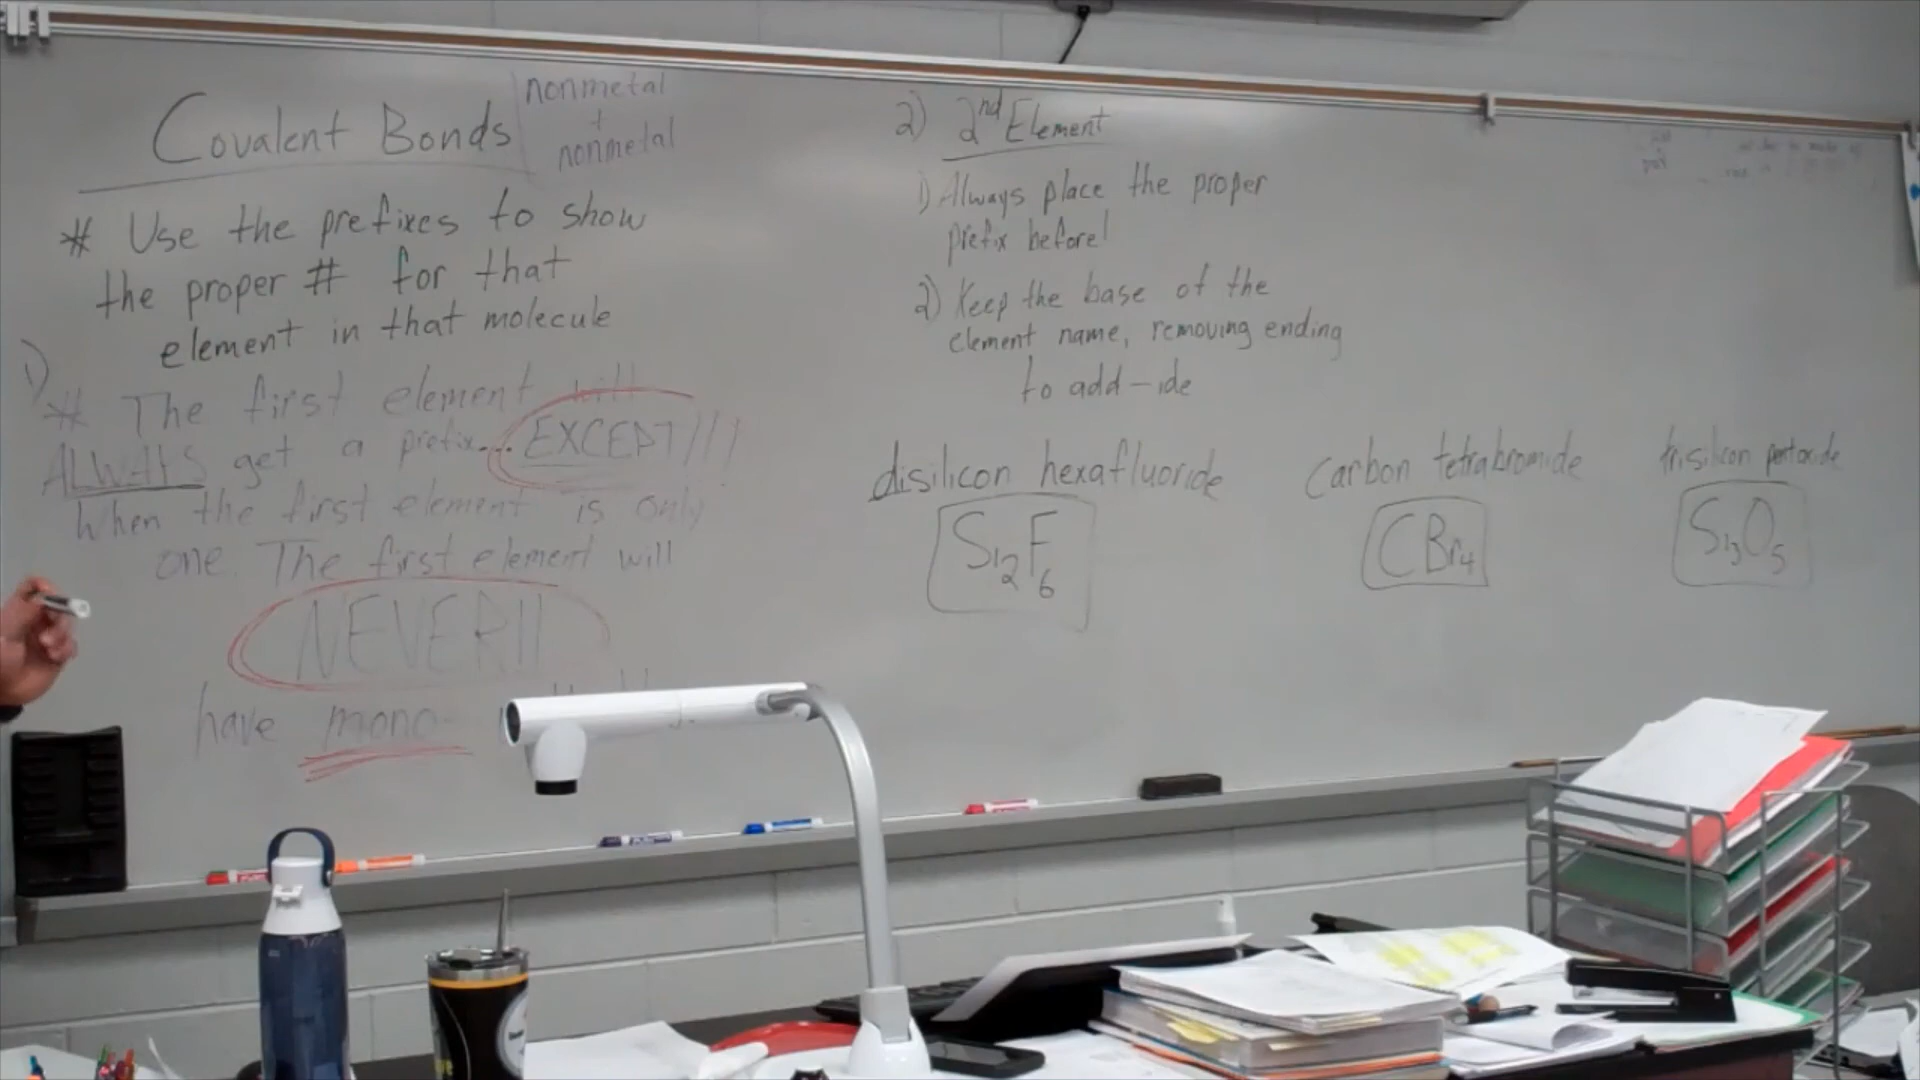 Covalent Bonds
nonmetal
+
nonmetal
* Use the prefixes to show
the proper # for that
element in that molecule
1)
* The first element will
ALWAYS get a prefix... EXCEPT!!!
When the first element is only
one. The first element will
NEVER!!
have mono-
2) 2nd Element
1) Always place the proper
prefix before!
2) Keep the base of the
element name, removing ending
to add -ide
disilicon hexafluoride
Si2F6
Carbon tetrabromide
CBr4
trisilicon pentoxide
Si3O5